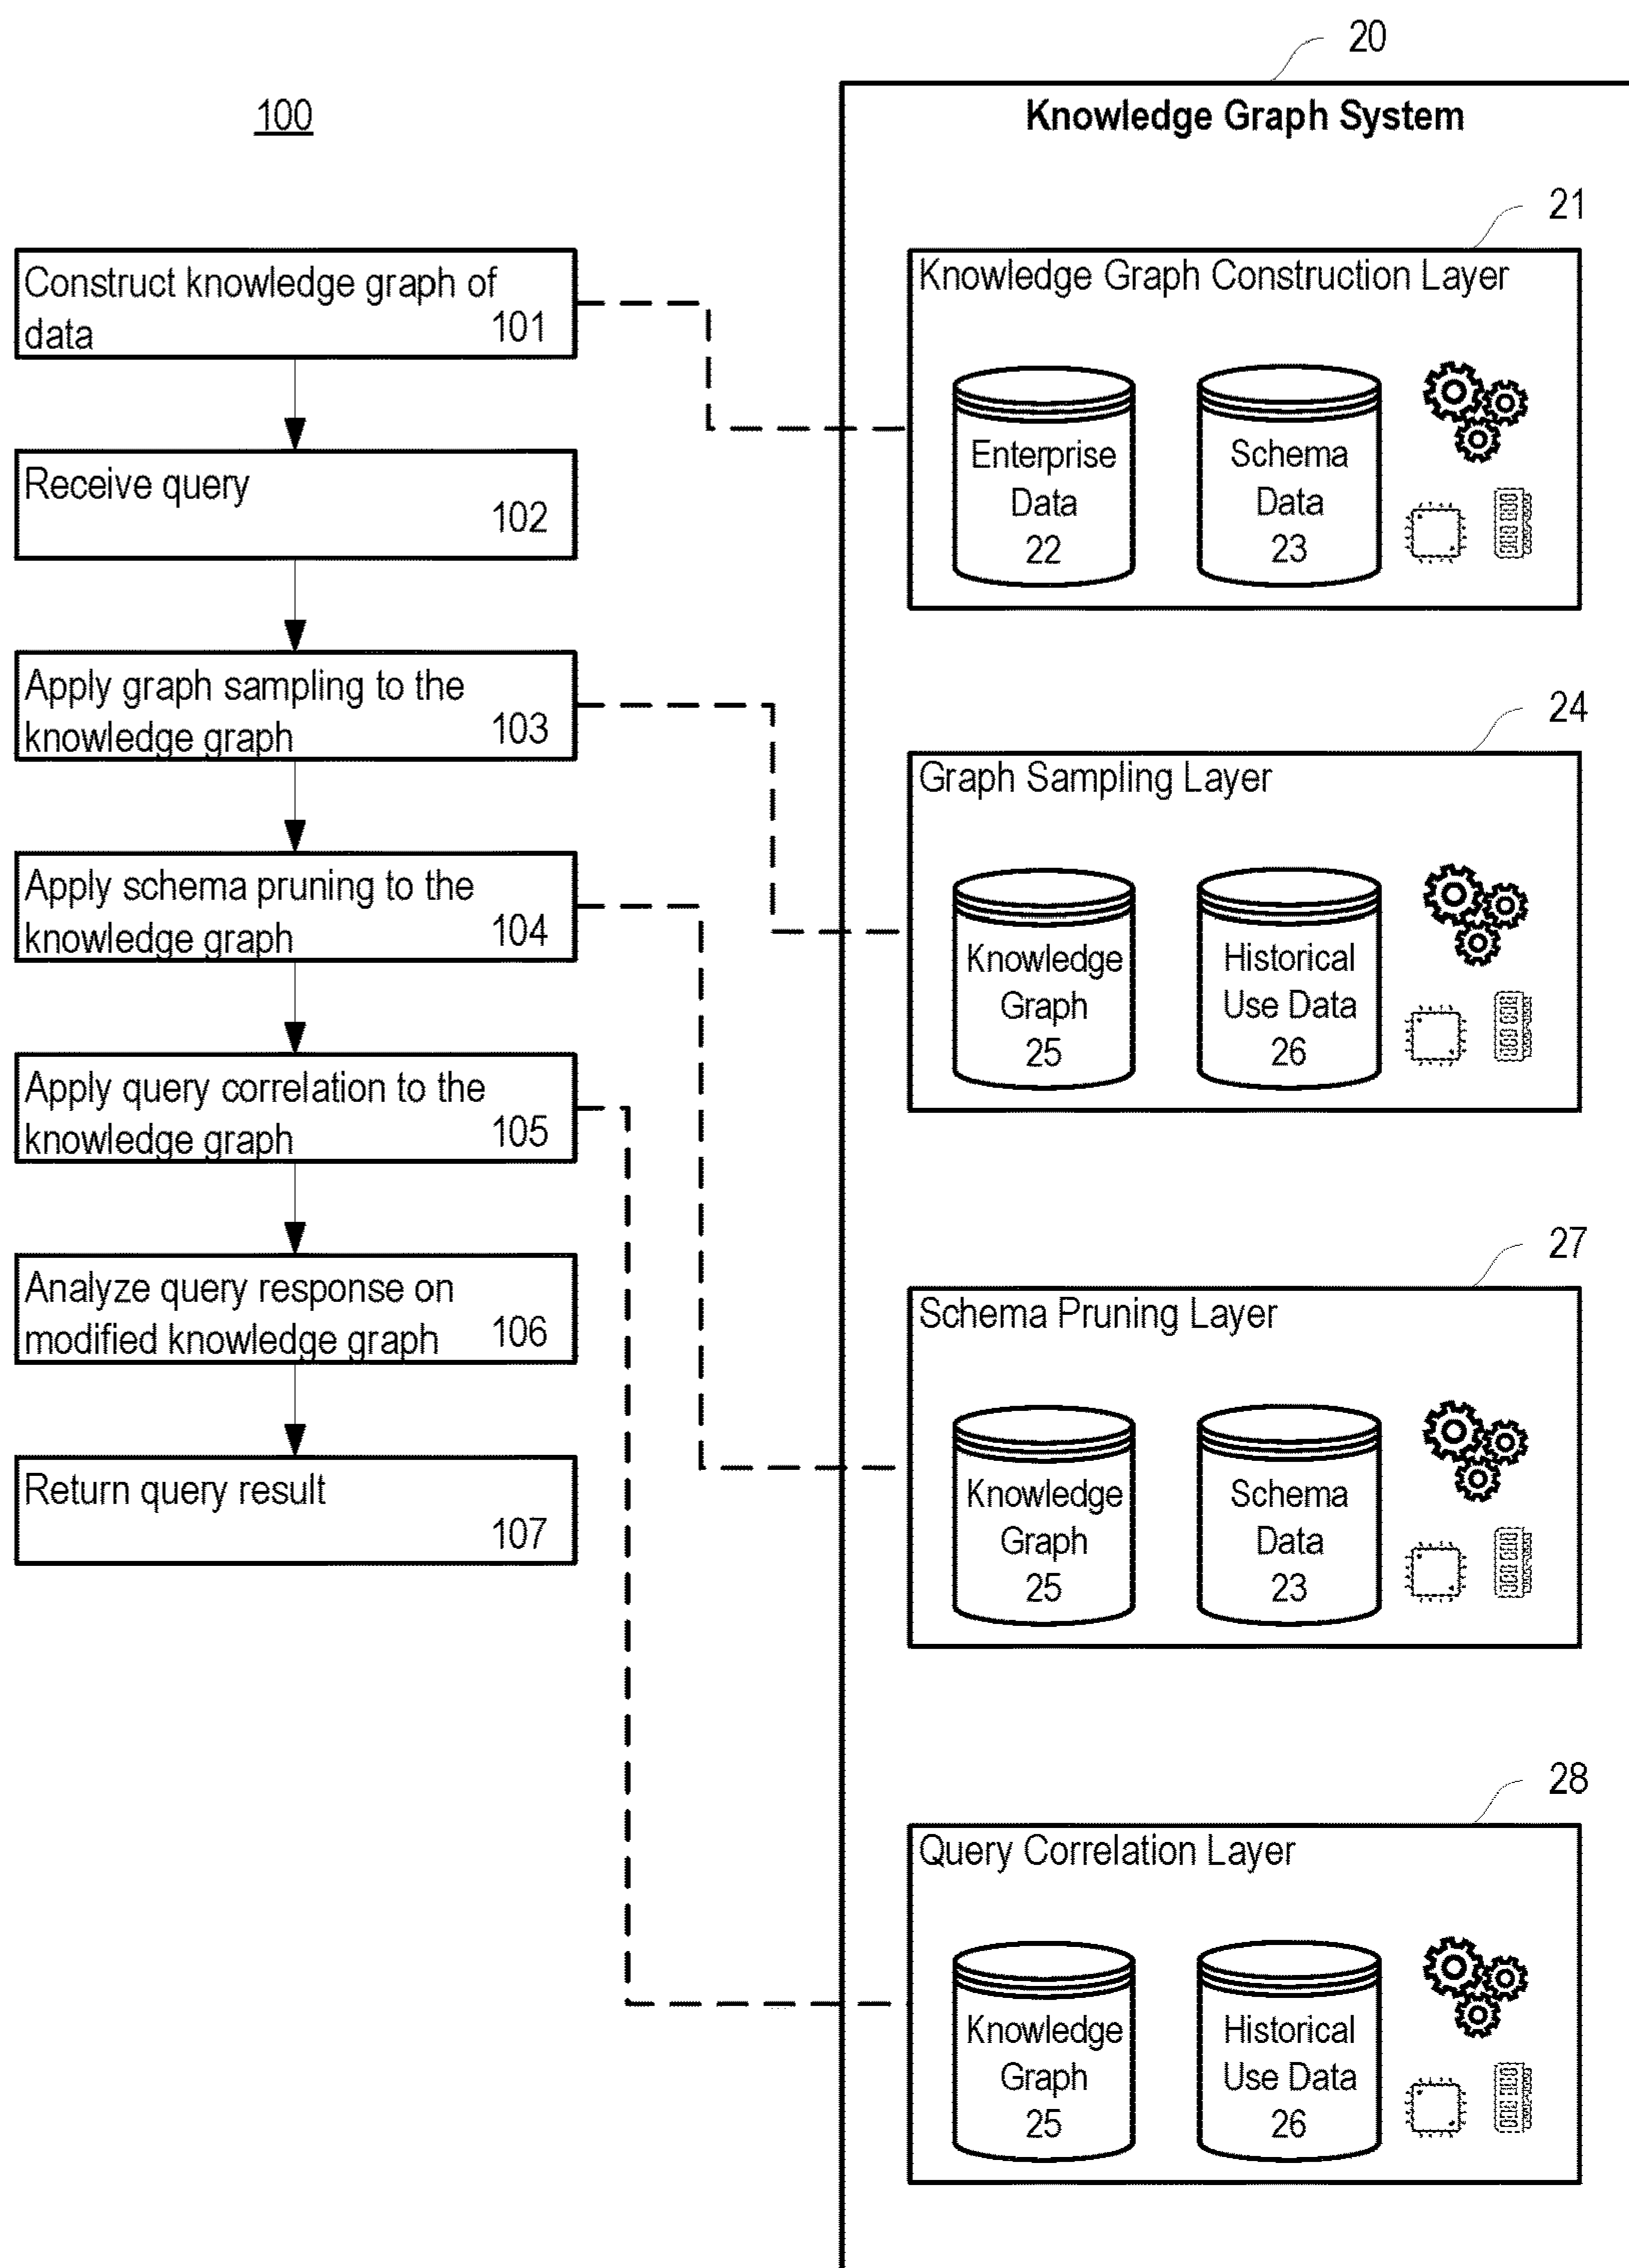 100
Construct knowledge graph of
data
101
Receive query
102
Apply graph sampling to the
knowledge graph
103
Apply schema pruning to the
knowledge graph
104
Apply query correlation to the
knowledge graph
105
Analyze query response on
modified knowledge graph
106
Return query result
107
20
Knowledge Graph System
21
Knowledge Graph Construction Layer
Enterprise
Data
22
Schema
Data
23
24
Graph Sampling Layer
Knowledge
Graph
25
Historical
Use Data
26
27
Schema Pruning Layer
Knowledge
Graph
25
Schema
Data
23
28
Query Correlation Layer
Knowledge
Graph
25
Historical
Use Data
26